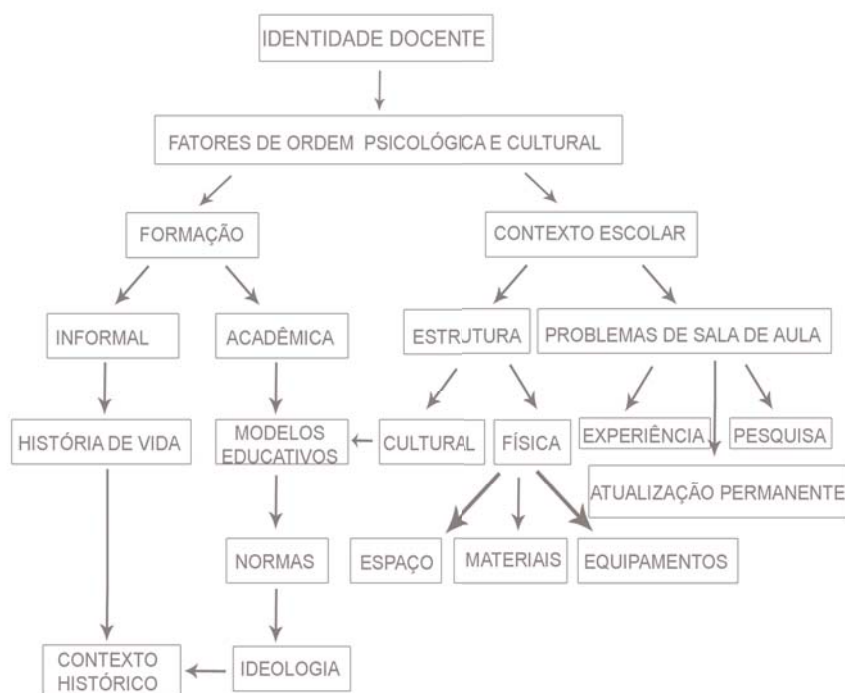 IDENTIDADE DOCENTE
FATORES DE ORDEM PSICOLÓGICA E CULTURAL
FORMAÇÃO
CONTEXTO ESCOLAR
INFORMAL
ACADÊMICA
ESTRUTURA
PROBLEMAS DE SALA DE AULA
HISTÓRIA DE VIDA
MODELOS
EDUCATIVOS
CULTURAL
FÍSICA
EXPERIÊNCIA
PESQUISA
ATUALIZAÇÃO PERMANENTE
NORMAS
ESPAÇO
MATERIAIS
EQUIPAMENTOS
CONTEXTO
HISTÓRICO
IDEOLOGIA